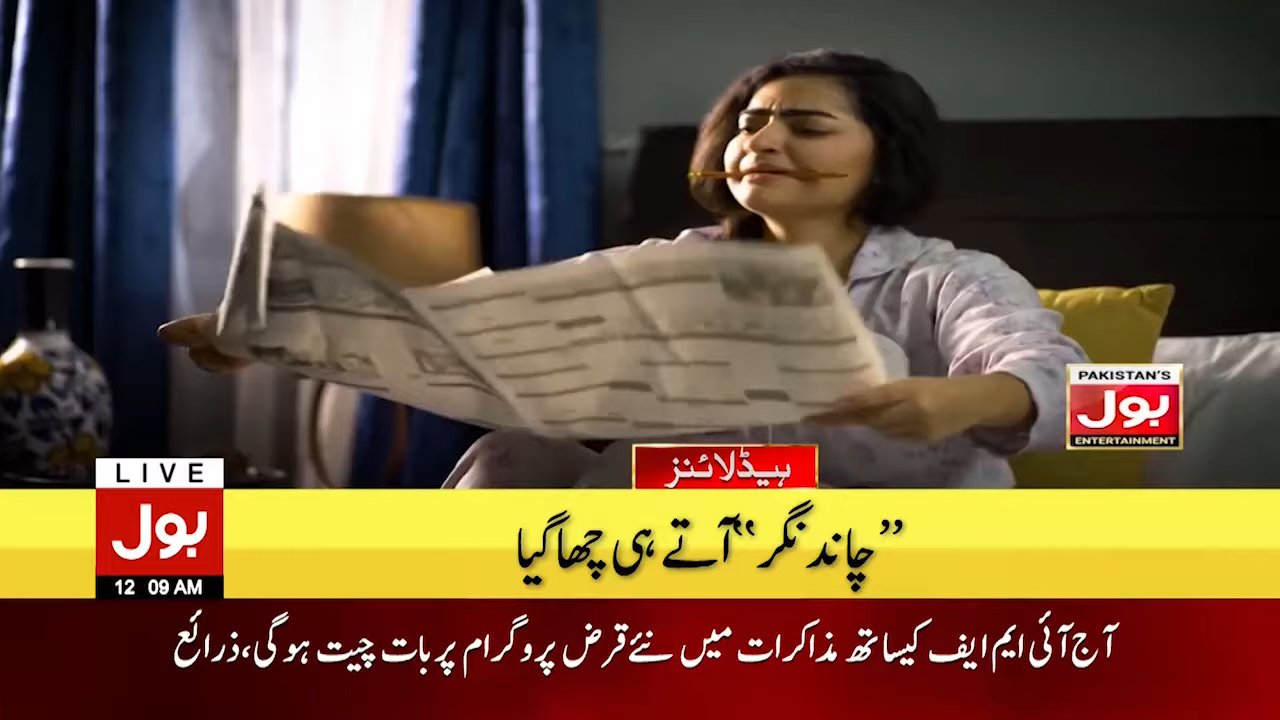 PAKISTAN'S
بول
ENTERTAINMENT
ہیڈلائنز
LIVE
بول
12 09 AM
”چاند نگر“ آتے ہی چھا گیا
آج آئی ایم ایف کیساتھ مذاکرات میں نئے قرض پروگرام پر بات چیت ہوگی، ذرائع